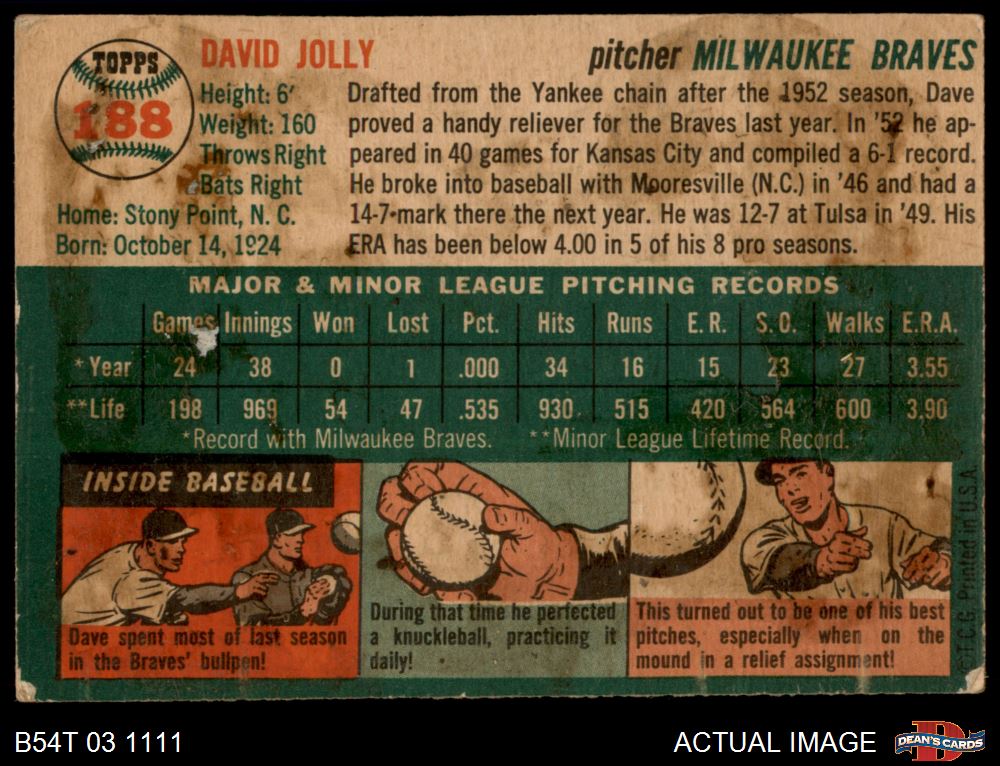 TOPPS
188
DAVID JOLLY
pitcher MILWAUKEE BRAVES
Height: 6'
Weight: 160
Throws Right
Bats Right
Home: Stony Point, N. C.
Born: October 14, 1924
Drafted from the Yankee chain after the 1952 season, Dave
proved a handy reliever for the Braves last year. In '52 he ap-
peared in 40 games for Kansas City and compiled a 6-1 record.
He broke into baseball with Mooresville (N.C.) in '46 and had a
14-7 mark there the next year. He was 12-7 at Tulsa in '49. His
ERA has been below 4.00 in 5 of his 8 pro seasons.
MAJOR & MINOR LEAGUE PITCHING RECORDS
Games Innings Won Lost Pct. Hits Runs E.R. S.O. Walks E.R.A.
*Year 24 38 0 1 .000 34 16 15 23 27 3.55
**Life 198 969 54 47 .535 930 515 420 564 600 3.90
*Record with Milwaukee Braves. **Minor League Lifetime Record.
INSIDE BASEBALL
Dave spent most of last season
in the Braves' bullpen!
During that time he perfected
a knuckleball, practicing it
daily!
This turned out to be one of his best
pitches, especially when on the
mound in a relief assignment!
©T.C.G. Printed in U.S.A.
B54T 03 1111
ACTUAL IMAGE
DEAN'S CARDS